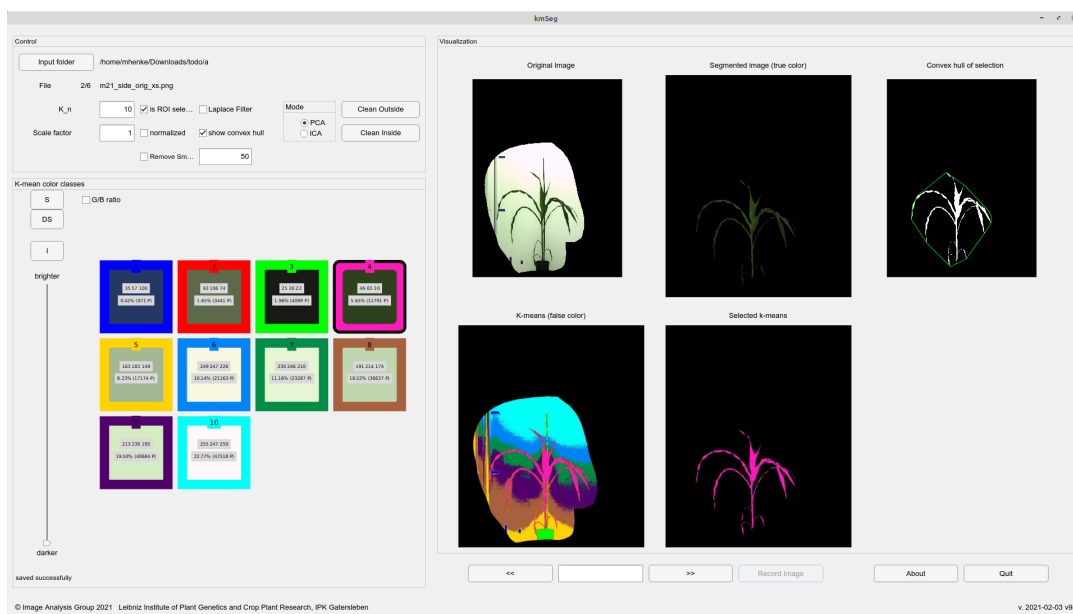 kmSeg
Control
Input folder /home/mhenke/Downloads/todo/a
File 2/6 m21_side_orig_xs.png
K_n 10 is ROI sele... Laplace Filter
Scale factor 1 normalized show convex hull
Remove Sm... 50
Mode
PCA
ICA
Clean Outside
Clean Inside
K-mean color classes
S G/B ratio
DS
I
brighter
darker
1
35 57 100
0.42% (871 P)
2
93 106 74
1.65% (3441 P)
3
25 26 22
1.96% (4099 P)
4
46 65 30
5.65% (11791 P)
5
163 183 149
8.23% (17174 P)
6
249 247 226
10.14% (21163 P)
7
230 246 210
11.16% (23287 P)
8
191 214 174
18.52% (38637 P)
9
213 236 195
19.50% (40684 P)
10
255 247 250
22.77% (47518 P)
saved successfully
Visualization
Original Image
Segmented image (true color)
Convex hull of selection
K-means (false color)
Selected k-means
<< >> Record Image About Quit
© Image Analysis Group 2021 Leibniz Institute of Plant Genetics and Crop Plant Research, IPK Gatersleben
v. 2021-02-03 v9